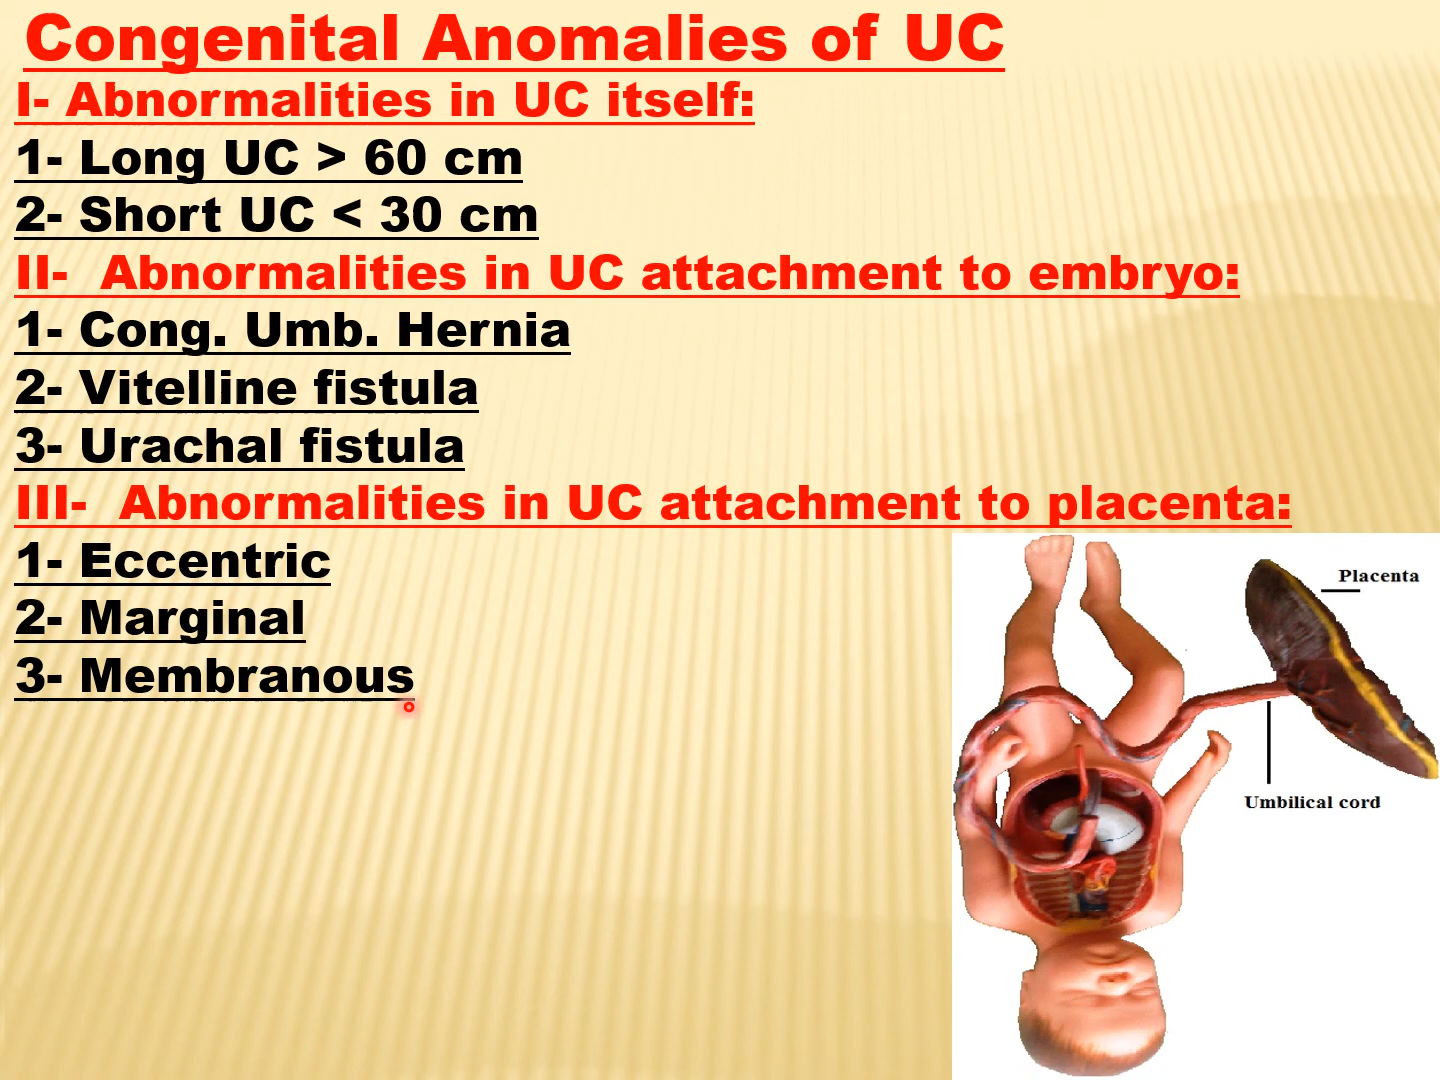 Congenital Anomalies of UC
I- Abnormalities in UC itself:
1- Long UC > 60 cm
2- Short UC < 30 cm
II-  Abnormalities in UC attachment to embryo:
1- Cong. Umb. Hernia
2- Vitelline fistula
3- Urachal fistula
III-  Abnormalities in UC attachment to placenta:
1- Eccentric
2- Marginal
3- Membranous
Placenta
Umbilical cord